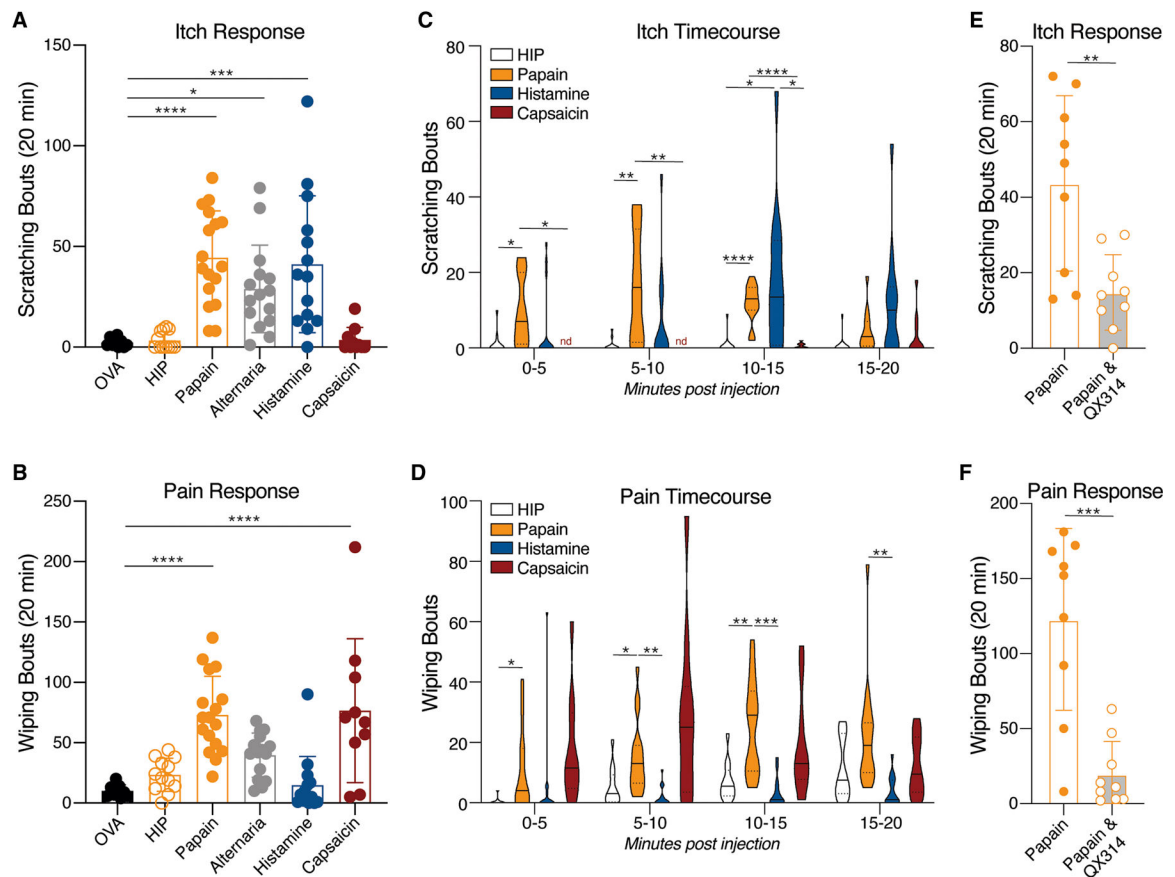 A
Itch Response
Scratching Bouts (20 min)
150
100
50
0
***
*
****
OVA
HIP
Papain
Alternaria
Histamine
Capsaicin
C
Itch Timecourse
Scratching Bouts
80
60
40
20
0
HIP
Papain
Histamine
Capsaicin
* *
nd
** **
nd
**** * **** *
0-5
5-10
10-15
15-20
Minutes post injection
E
Itch Response
Scratching Bouts (20 min)
80
60
40
20
0
**
Papain
Papain &
QX314
B
Pain Response
Wiping Bouts (20 min)
250
200
150
100
50
0
****
****
OVA
HIP
Papain
Alternaria
Histamine
Capsaicin
D
Pain Timecourse
Wiping Bouts
100
80
60
40
20
0
HIP
Papain
Histamine
Capsaicin
*
* **
** ***
**
0-5
5-10
10-15
15-20
Minutes post injection
F
Pain Response
Wiping Bouts (20 min)
200
150
100
50
0
***
Papain
Papain &
QX314